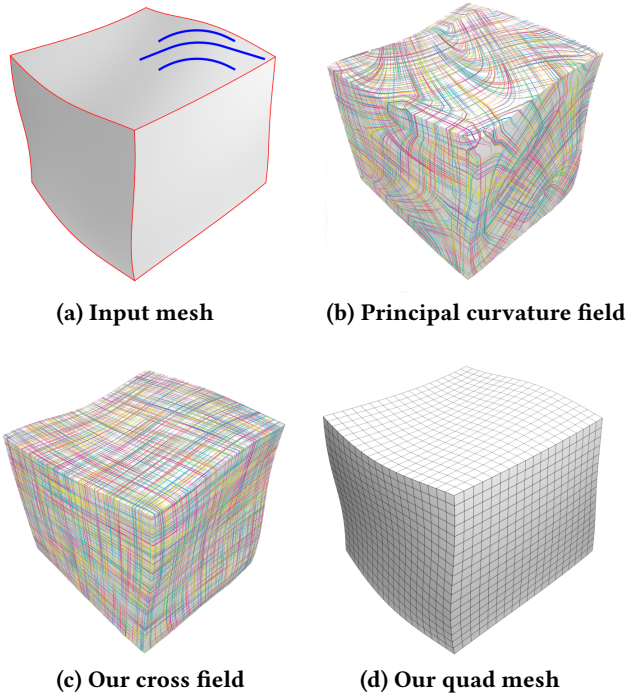 (a) Input mesh
(b) Principal curvature field
(c) Our cross field
(d) Our quad mesh